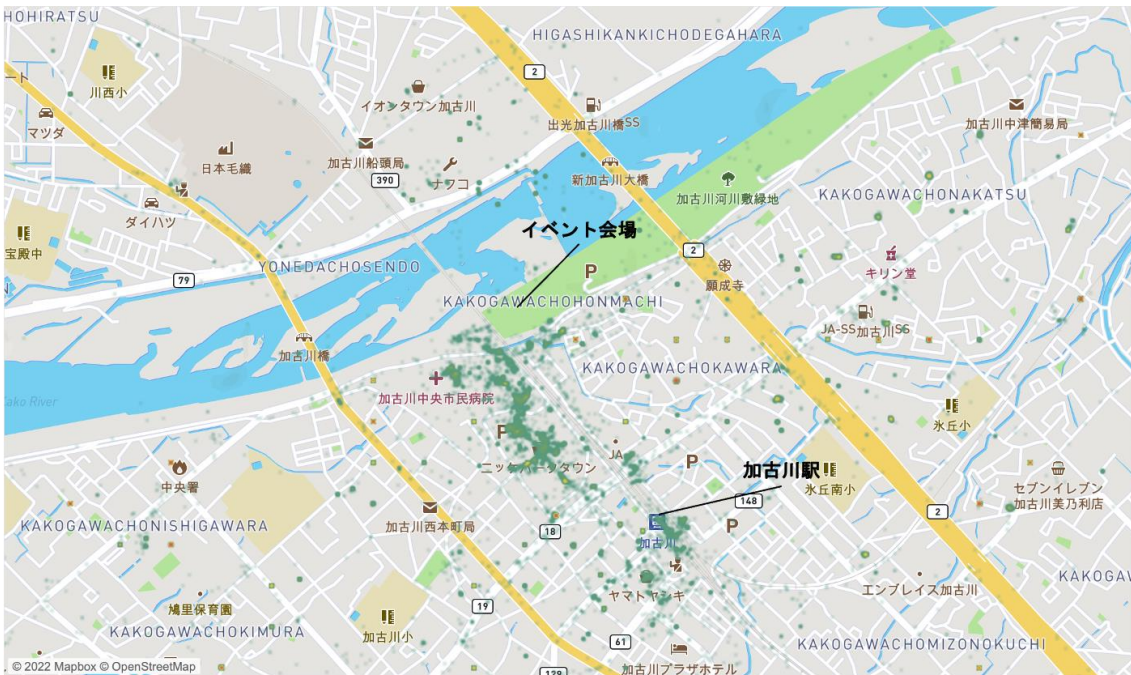 OHIRATSU
HIGASHIKANKICHODEGAHARA
2
ート
川西小
マツダ
イオンタウン加古川
出光加古川橋SS
加古川中津簡易局
日本毛織
加古川船頭局
ナフコ
新加古川大橋
390
加古川河川敷緑地
KAKOGAWACHONAKATSU
ダイハツ
イベント会場
宝殿中
2
キリン堂
YONEDACHOSENDO
79
P
願成寺
N
KAKOGAWACHOHONMACHI
JA-SS加古川SS
加古川橋
KAKOGAWACHOKAWARA
加古川中央市民病院
Kako River
氷丘小
P
JA
P
加古川駅
ニッケパークタウン
中央署
氷丘南小
セブンイレブン
加古川美乃利店
148
加古川西本町局
2
KAKOGAWACHONISHIGAWARA
18
加古川
P
エンブレイス加古川
KAKOGAW
ヤマトヤシキ
鳩里保育園
19
KAKOGAWACHOKIMURA
加古川小
61
KAKOGAWACHOMIZONOKUCHI
© 2022 Mapbox © OpenStreetMap
129
加古川プラザホテル